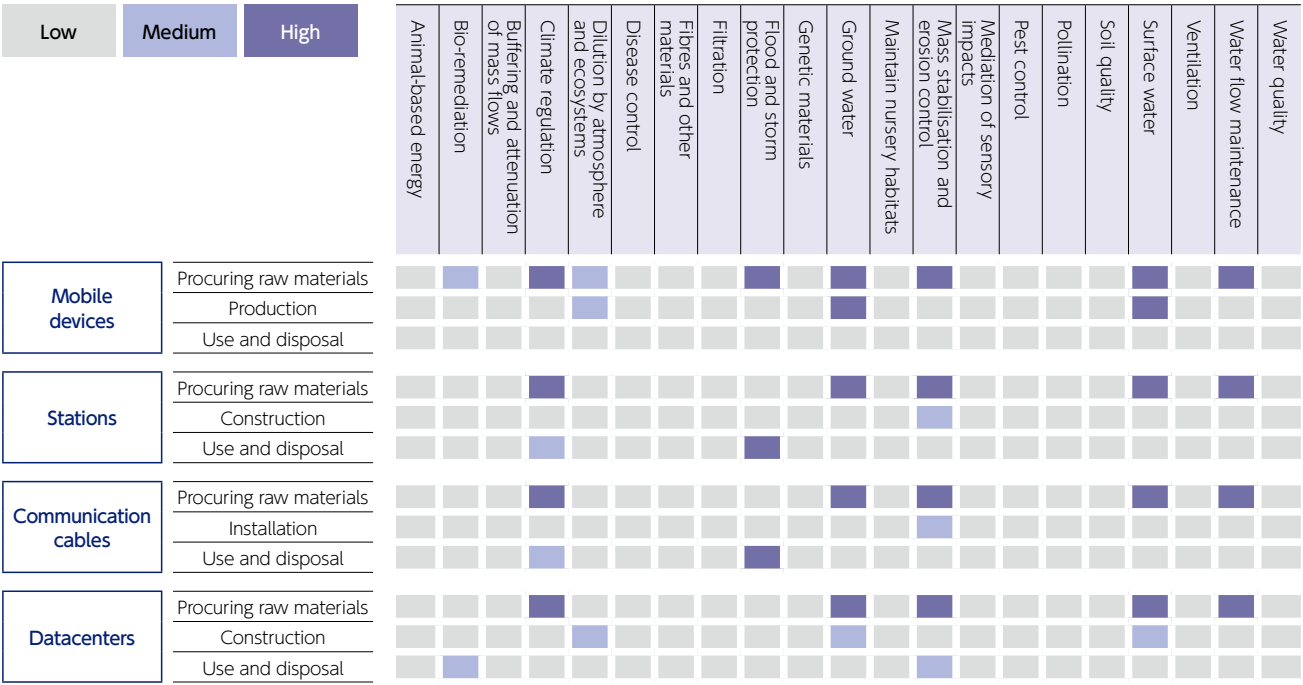 Low
Medium
High
Animal-based energy
Bio-remediation
Buffering and attenuation
of mass flows
Climate regulation
Dilution by atmosphere
and ecosystems
Disease control
Fibres and other
materials
Filtration
Flood and storm
protection
Genetic materials
Ground water
Maintain nursery habitats
Mass stabilisation and
erosion control
Mediation of sensory
impacts
Pest control
Pollination
Soil quality
Surface water
Ventilation
Water flow maintenance
Water quality
Mobile
devices
Procuring raw materials
Production
Use and disposal
Stations
Procuring raw materials
Construction
Use and disposal
Communication
cables
Procuring raw materials
Installation
Use and disposal
Datacenters
Procuring raw materials
Construction
Use and disposal